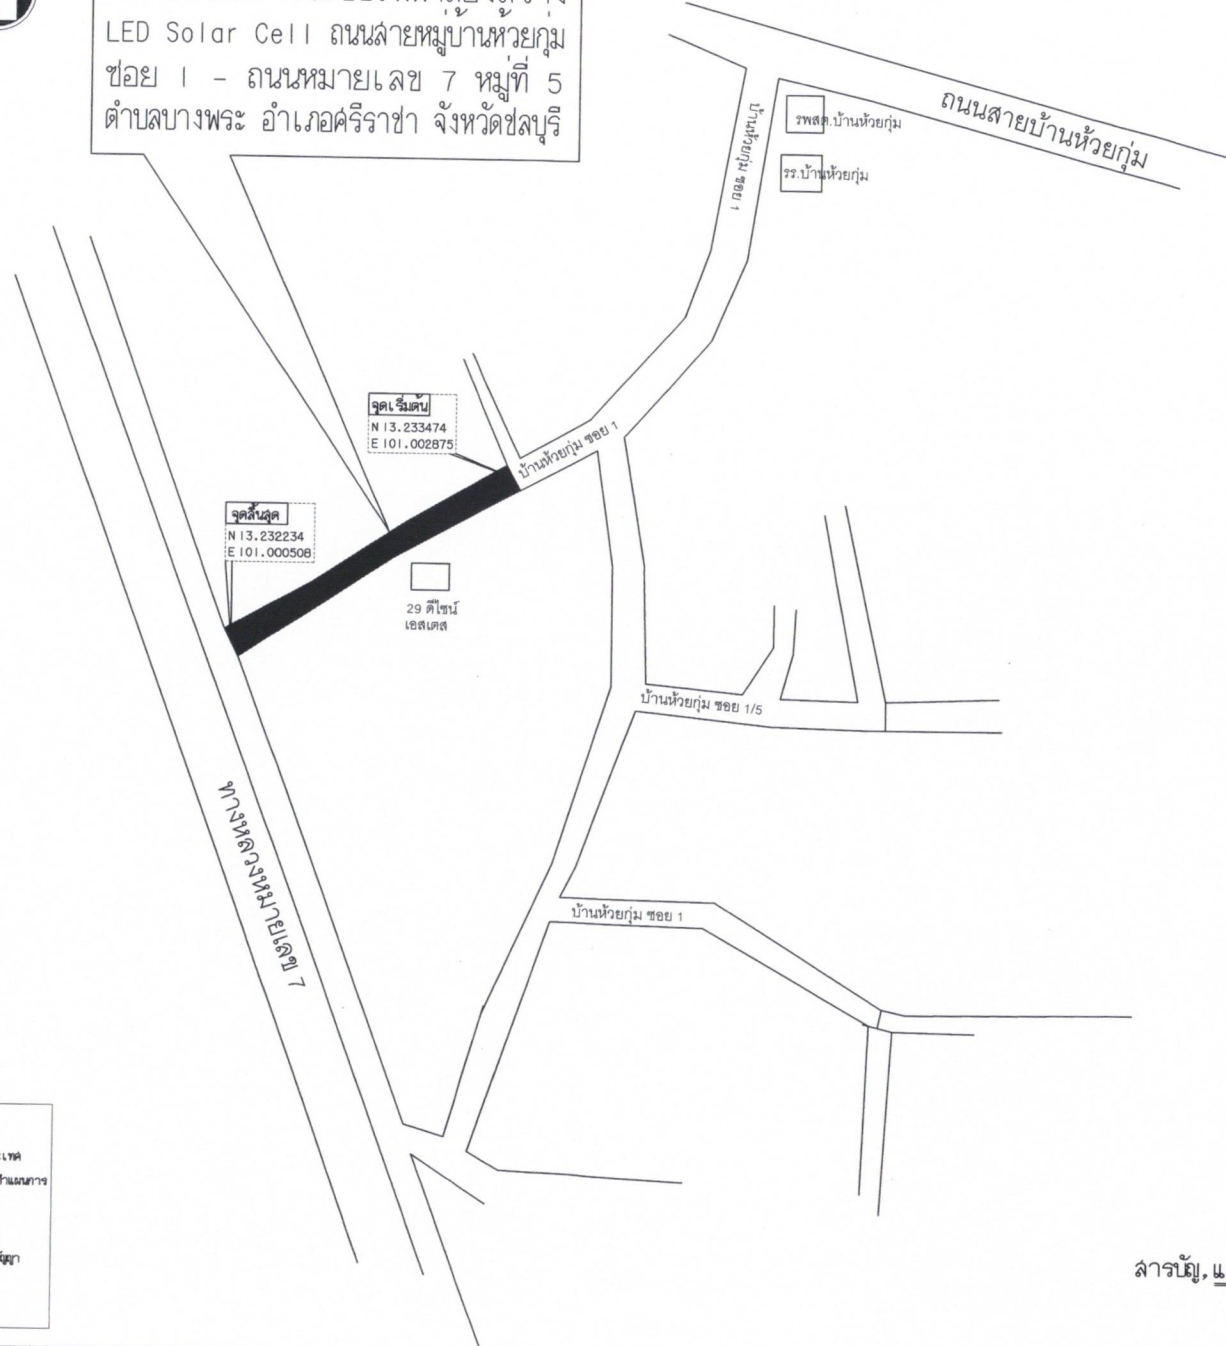 LED Solar Cell ถนนสายหมู่บ้านห้วยกุ่ม
ซอย 1 - ถนนหมายเลข 7 หมู่ที่ 5
ตำบลบางพระ อำเภอศรีราชา จังหวัดชลบุรี
ถนนสายบ้านห้วยกุ่ม
รพสต.บ้านห้วยกุ่ม
รร.บ้านห้วยกุ่ม
บ้านห้วยกุ่ม ซอย 1
จุดเริ่มต้น
N 13.233474
E 101.002875
บ้านห้วยกุ่ม ซอย 1
จุดสิ้นสุด
N 13.232234
E 101.000508
29 ดีไซน์
เอสเตส
บ้านห้วยกุ่ม ซอย 1/5
ทางหลวงหมายเลข 7
บ้านห้วยกุ่ม ซอย 1
สารบัญ,